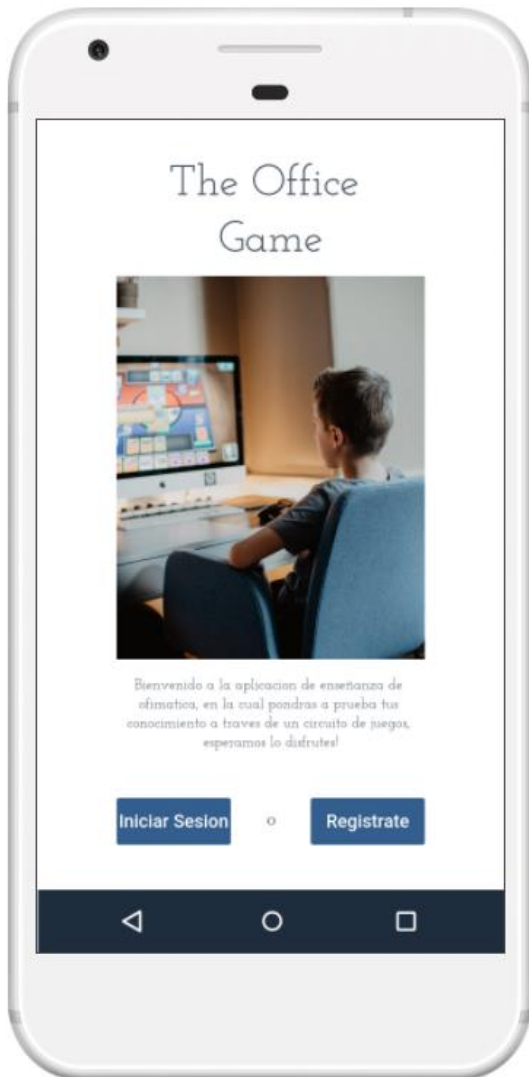 The Office
Game
Bienvenido a la aplicacion de enseñanza de
ofimatica, en la cual pondras a prueba tus
conocimiento a traves de un circuito de juegos,
esperamos lo disfrutes!
Iniciar Sesion o Registrate